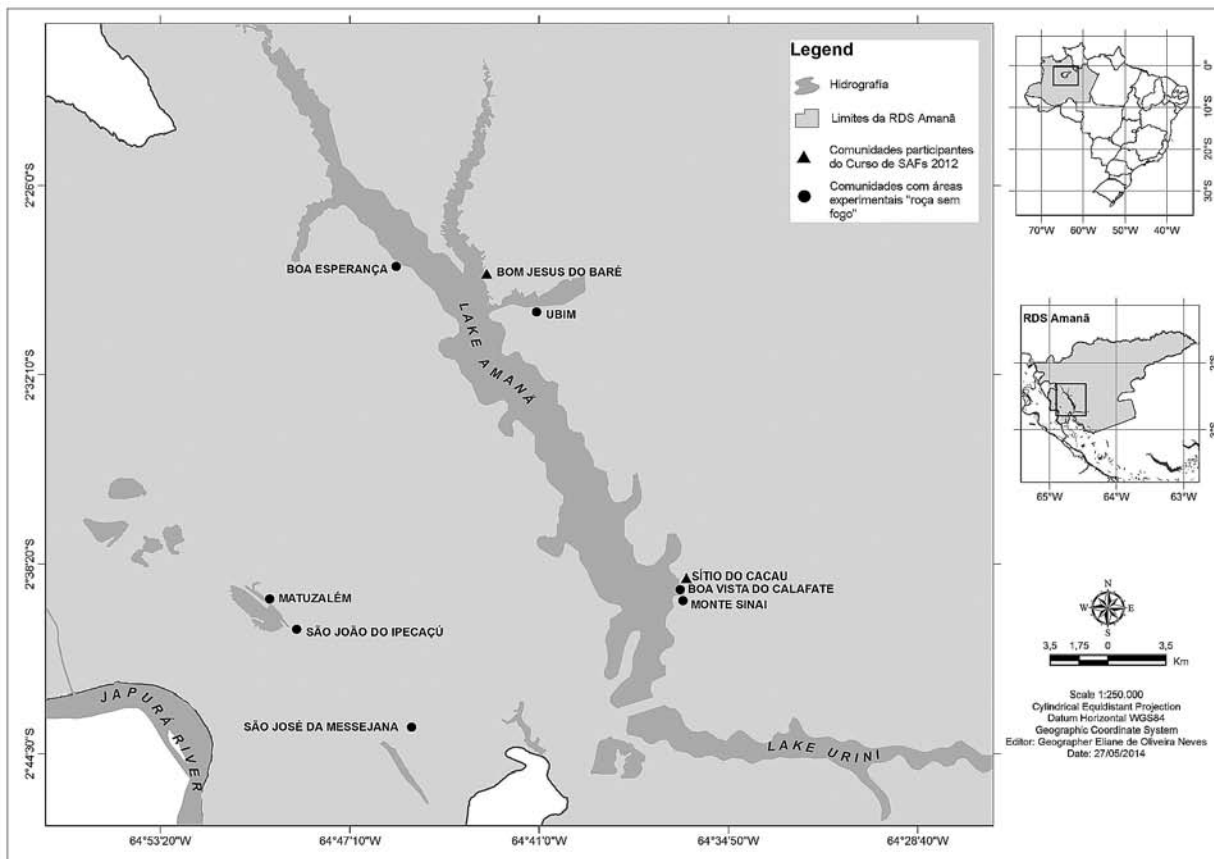 Legend
Hidrografia
Limites da RDS Amanã
Comunidades participantes
do Curso de SAFs 2012
Comunidades com áreas
experimentais "roça sem
fogo"
2°26'0"S
2°32'10"S
2°38'20"S
2°44'30"S
BOA ESPERANÇA
BOM JESUS DO BARÉ
UBIM
LAKE AMANÃ
SÍTIO DO CACAU
BOA VISTA DO CALAFATE
MONTE SINAI
MATUZALÉM
SÃO JOÃO DO IPECAÇÚ
SÃO JOSÉ DA MESSEJANA
JAPURÁ RIVER
LAKE URINI
64°53'20"W
64°47'10"W
64°41'0"W
64°34'50"W
64°28'40"W
0°
10°S
20°S
30°S
70°W
60°W
50°W
40°W
RDS Amanã
2°S
3°S
65°W
64°W
63°W
N
W
E
S
3,5
1,75
0
3,5
Km
Scale 1:250.000
Cylindrical Equidistant Projection
Datum Horizontal WGS84
Geographic Coordinate System
Editor: Geographer Eliane de Oliveira Neves
Date: 27/05/2014